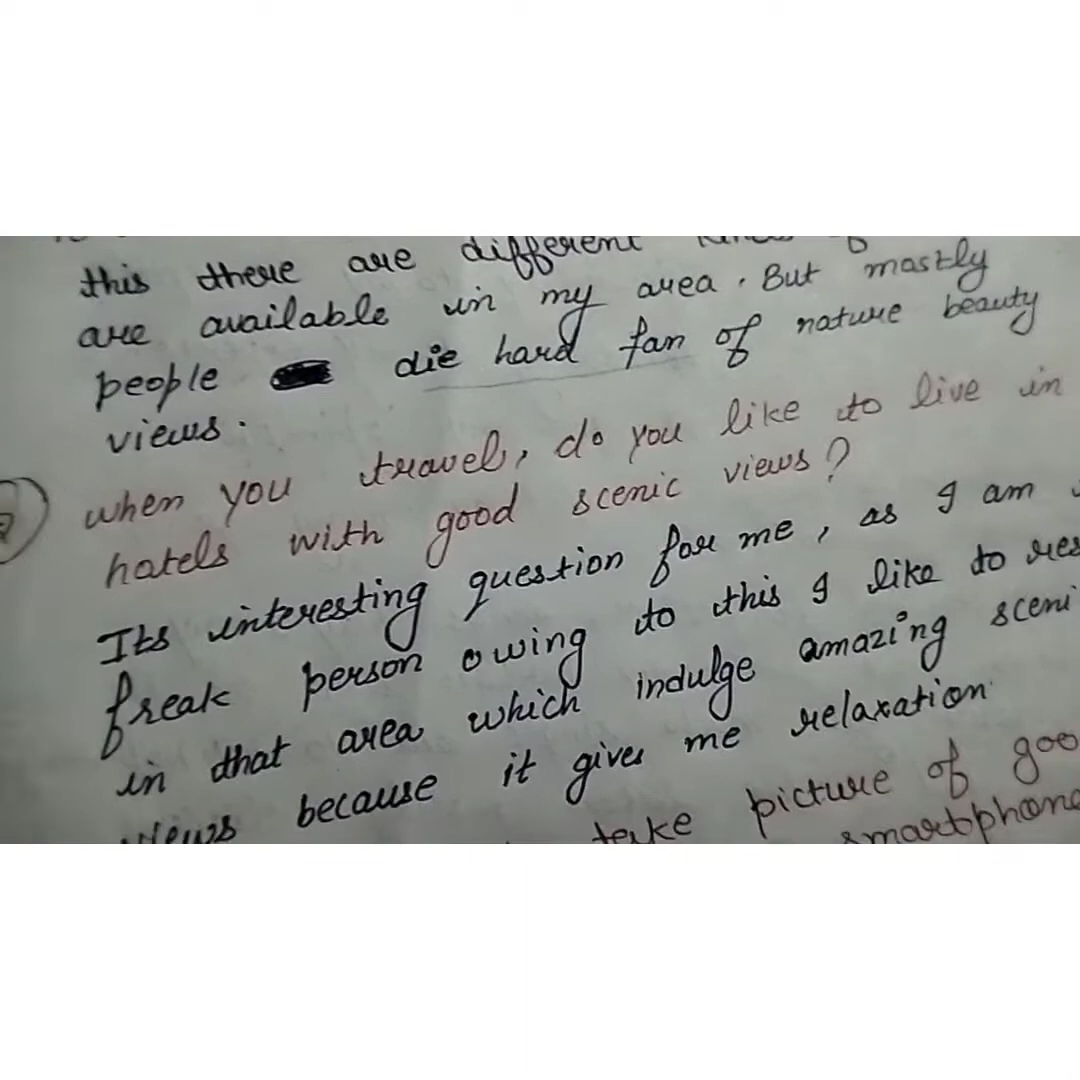 this there are different
are available in my area. But mostly
people die hard fan of nature beauty
views.
when you travel, do you like to live in
hotels with good scenic views?
Its interesting question for me, as I am
freak person owing to this I like to
in that area which indulge amazing
views because it gives me relaxation
take picture of
smartphone